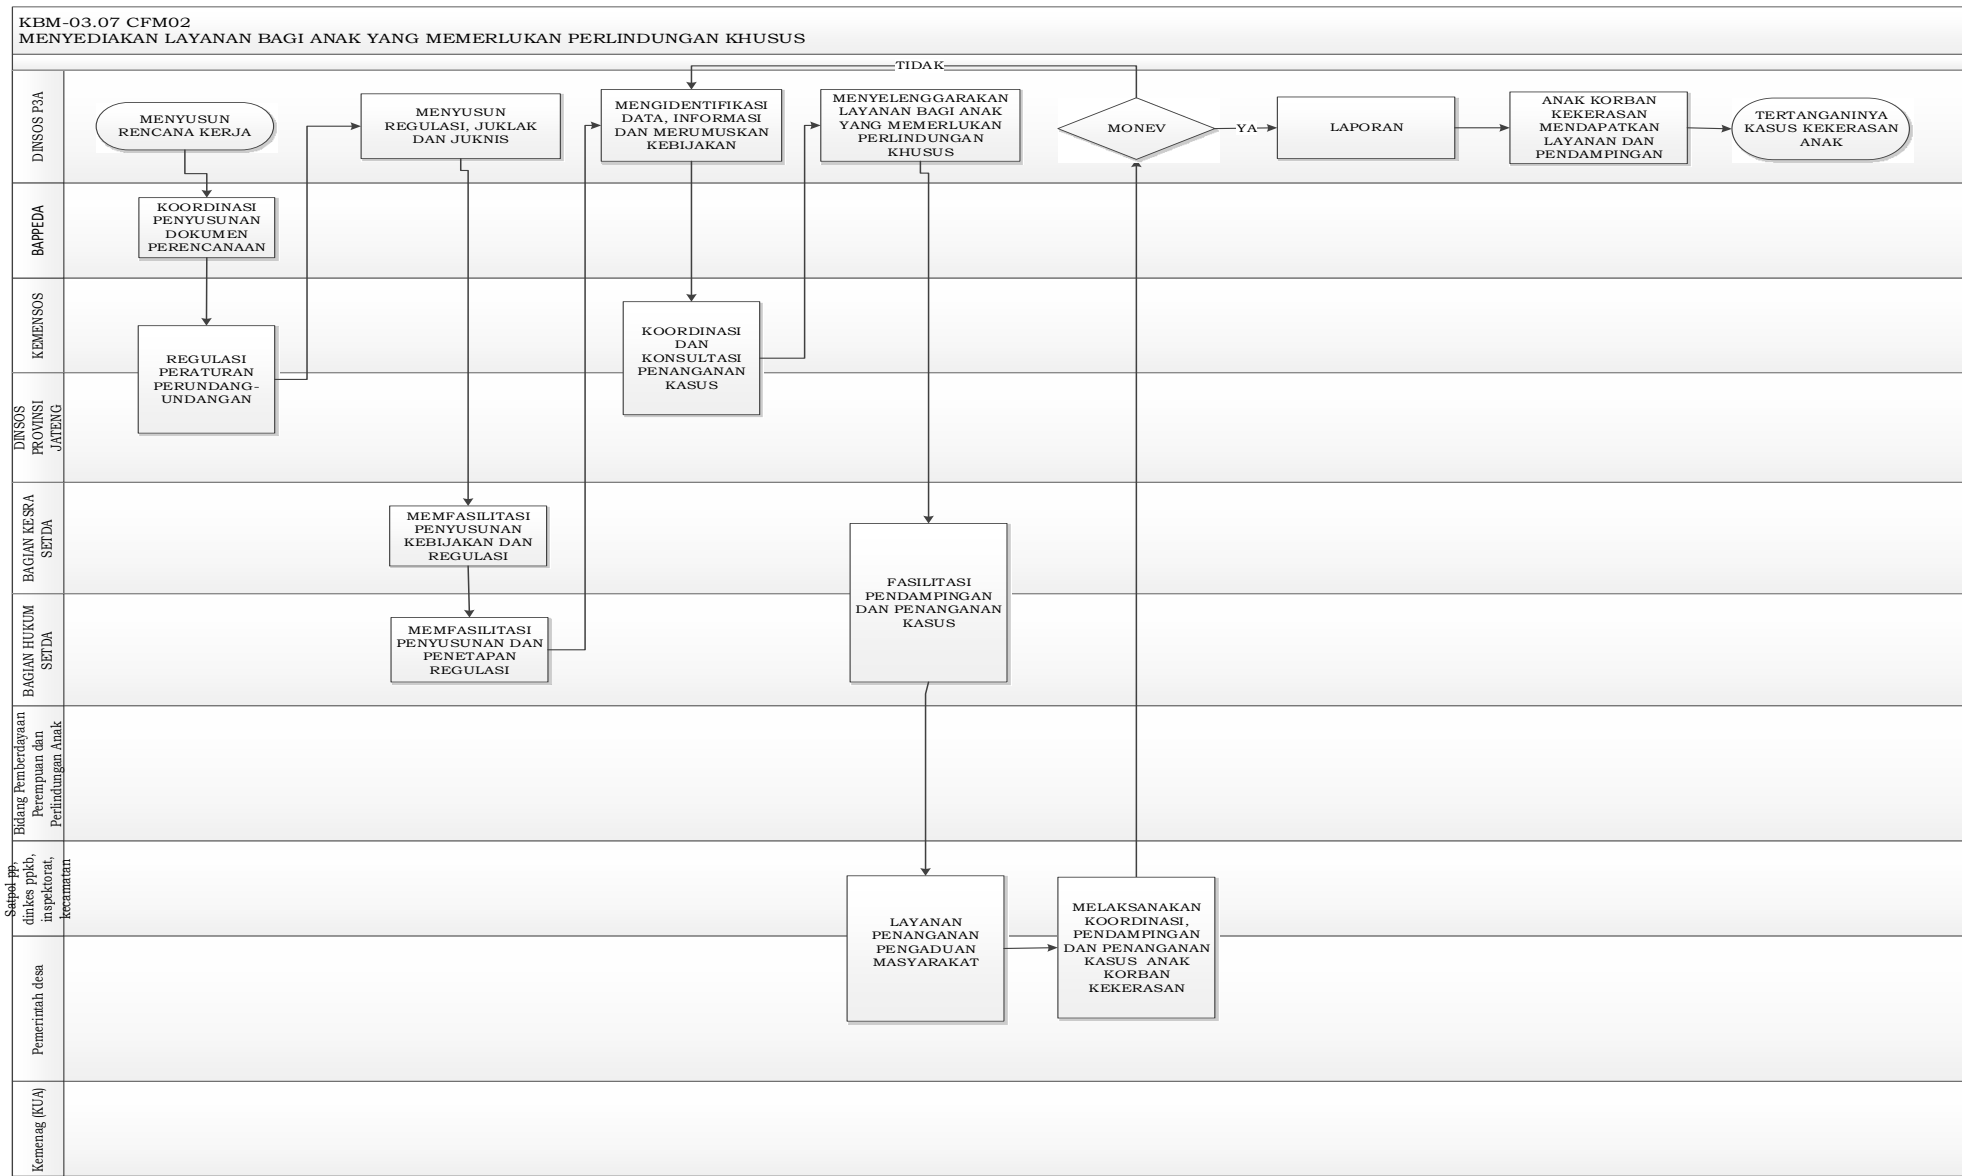 KBM-03.07 CFM02
MENYEDIAKAN LAYANAN BAGI ANAK YANG MEMERLUKAN PERLINDUNGAN KHUSUS
TIDAK
DINSOS P3A
MENYUSUN
RENCANA KERJA
MENYUSUN
REGULASI, JUKLAK
DAN JUKNIS
MENGIDENTIFIKASI
DATA, INFORMASI
DAN MERUMUSKAN
KEBIJAKAN
MENYELENGGARAKAN
LAYANAN BAGI ANAK
YANG MEMERLUKAN
PERLINDUNGAN
KHUSUS
MONEV
YA
LAPORAN
ANAK KORBAN
KEKERASAN
MENDAPATKAN
LAYANAN DAN
PENDAMPINGAN
TERTANGANINYA
KASUS KEKERASAN
ANAK
BAPPEDA
KOORDINASI
PENYUSUNAN
DOKUMEN
PERENCANAAN
KEMENSOS
REGULASI
PERATURAN
PERUNDANG-
UNDANGAN
KOORDINASI
DAN
KONSULTASI
PENANGANAN
KASUS
DINSOS
PROVINSI
JATENG
BAGIAN KESRA
SETDA
MEMFASILITASI
PENYUSUNAN
KEBIJAKAN DAN
REGULASI
FASILITASI
PENDAMPINGAN
DAN PENANGANAN
KASUS
BAGIAN HUKUM
SETDA
MEMFASILITASI
PENYUSUNAN DAN
PENETAPAN
REGULASI
Bidang Pemberdayaan
Perempuan dan
Perlindungan Anak
Satpol pp,
dinkes ppkb,
inspektorat,
kecamatan
LAYANAN
PENANGANAN
PENGADUAN
MASYARAKAT
MELAKSANAKAN
KOORDINASI,
PENDAMPINGAN
DAN PENANGANAN
KASUS  ANAK
KORBAN
KEKERASAN
Pemerintah desa
Kemenag (KUA)